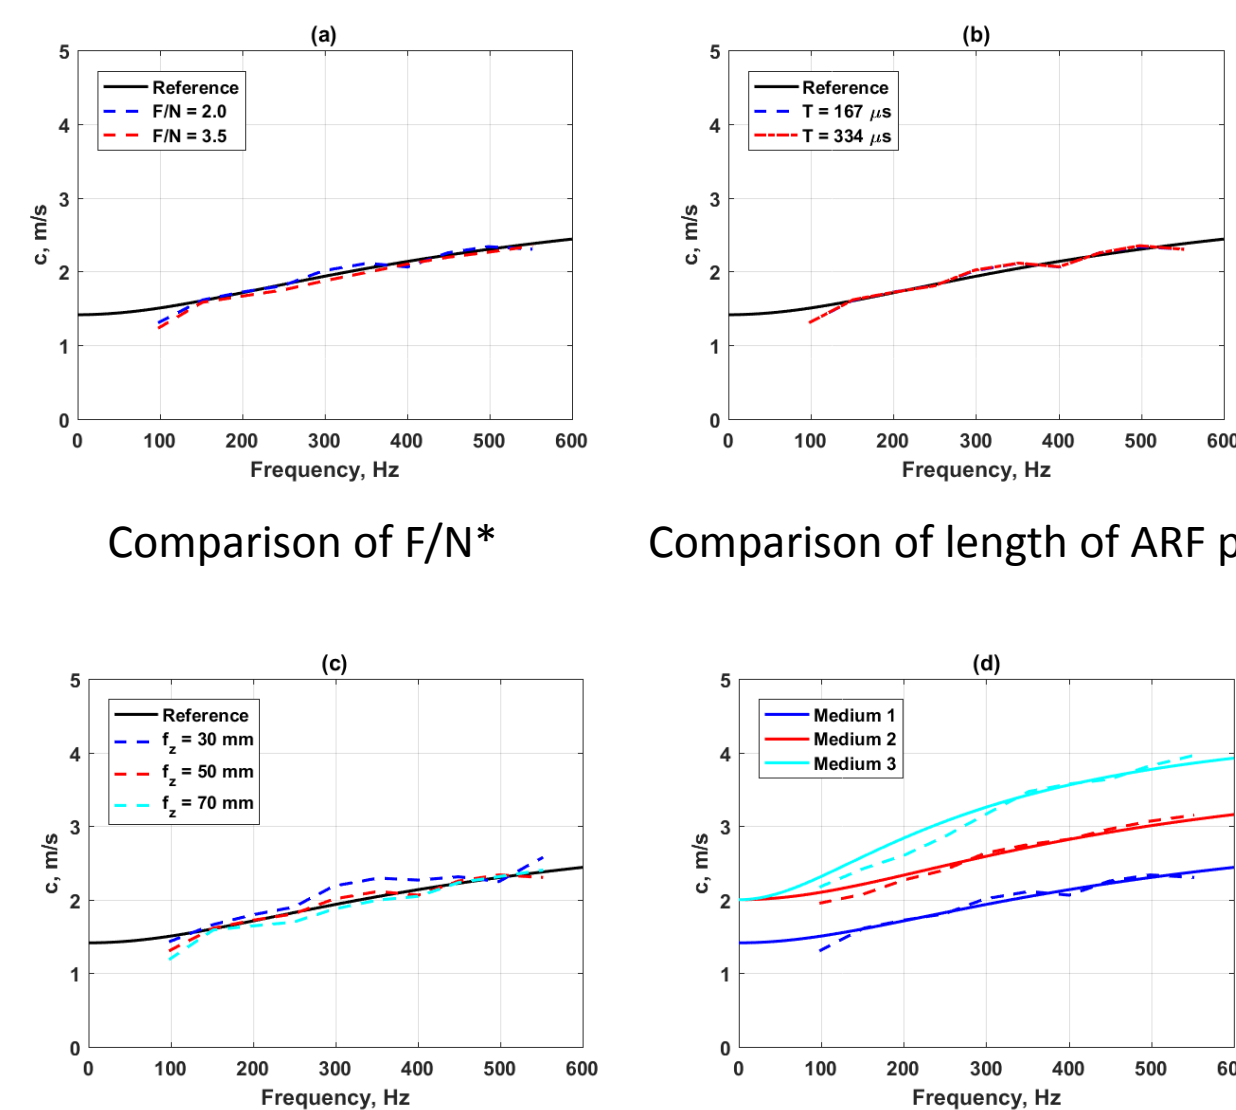 (a)
5
4
3
2
1
0
c, m/s
Reference
F/N = 2.0
F/N = 3.5
0 100 200 300 400 500 600
Frequency, Hz
Comparison of F/N*
(b)
5
4
3
2
1
0
c, m/s
Reference
T = 167 μs
T = 334 μs
0 100 200 300 400 500 600
Frequency, Hz
Comparison of length of ARF p
(c)
5
4
3
2
1
0
c, m/s
Reference
f_z = 30 mm
f_z = 50 mm
f_z = 70 mm
0 100 200 300 400 500 600
Frequency, Hz
(d)
5
4
3
2
1
0
c, m/s
Medium 1
Medium 2
Medium 3
0 100 200 300 400 500 600
Frequency, Hz